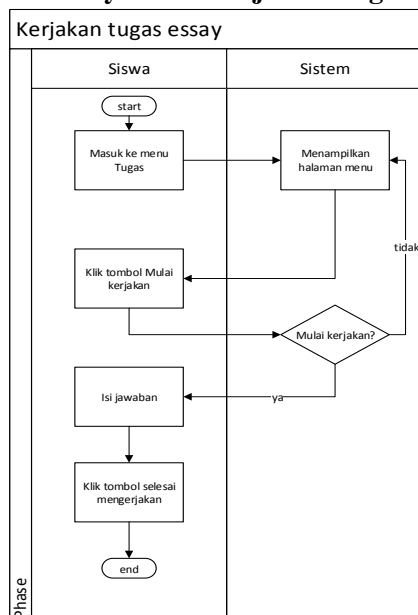 Kerjakan tugas essay
Siswa
Sistem
start
Masuk ke menu
Tugas
Menampilkan
halaman menu
tidak
Klik tombol Mulai
kerjakan
Mulai kerjakan?
Isi jawaban
ya
Klik tombol selesai
mengerjakan
end
Phase